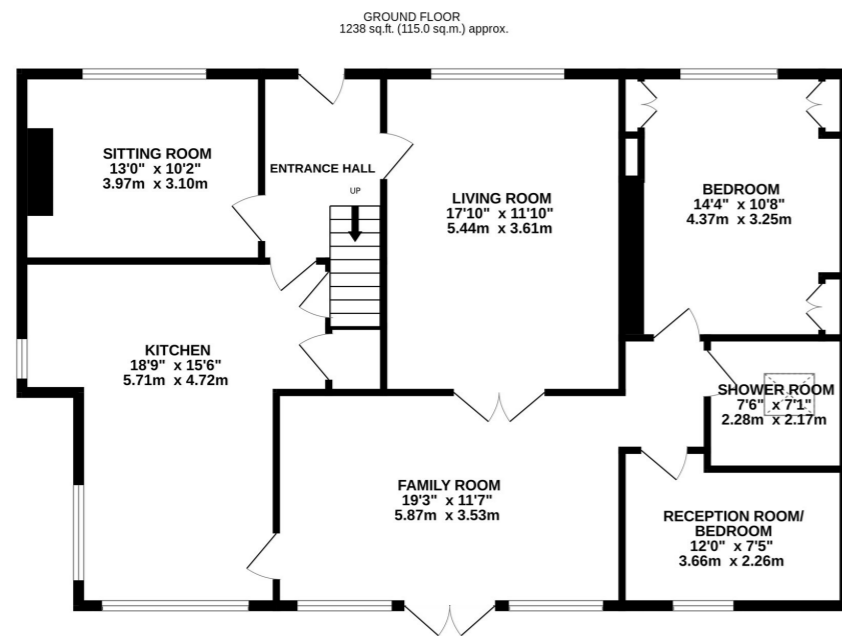 GROUND FLOOR
1238 sq.ft. (115.0 sq.m.) approx.
SITTING ROOM
13'0"  x 10'2"
3.97m  x 3.10m
ENTRANCE HALL
UP
LIVING ROOM
17'10"  x 11'10"
5.44m  x 3.61m
BEDROOM
14'4"  x 10'8"
4.37m  x 3.25m
KITCHEN
18'9"  x 15'6"
5.71m  x 4.72m
SHOWER ROOM
7'6"  x 7'1"
2.28m  x 2.17m
FAMILY ROOM
19'3"  x 11'7"
5.87m  x 3.53m
RECEPTION ROOM/
BEDROOM
12'0"  x 7'5"
3.66m  x 2.26m